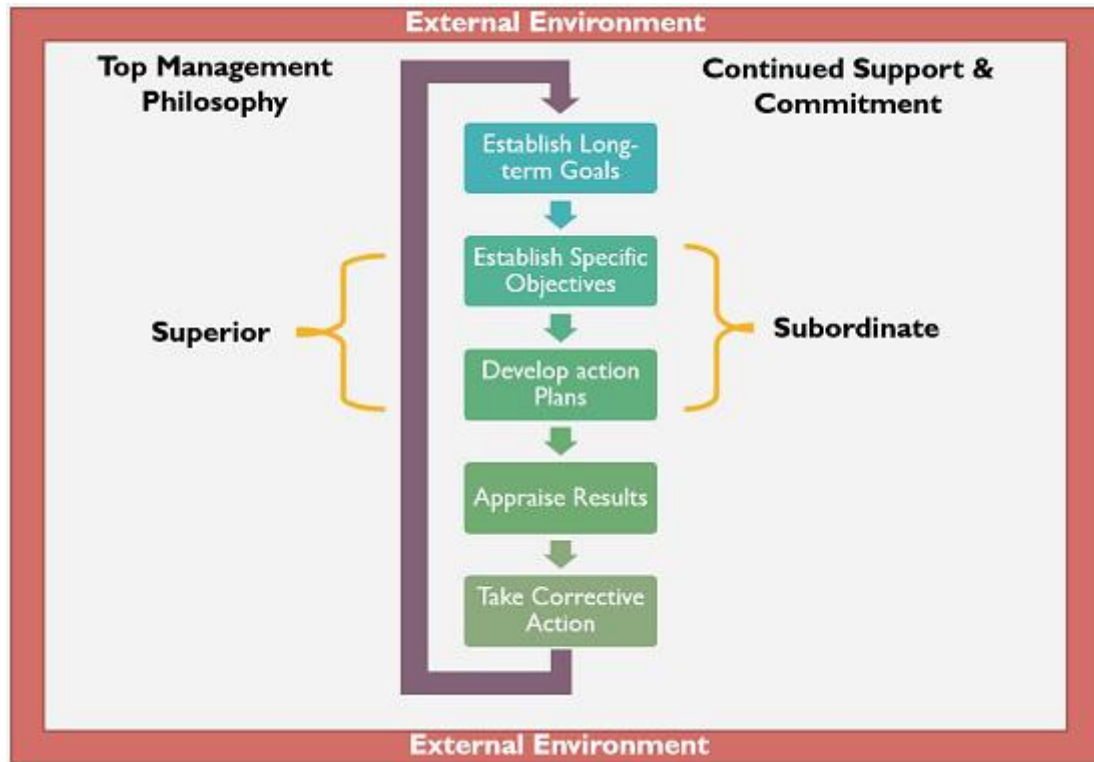 External Environment
Top Management
Philosophy
Continued Support &
Commitment
Establish Long-
term Goals
Establish Specific
Objectives
Superior
Subordinate
Develop action
Plans
Appraise Results
Take Corrective
Action
External Environment